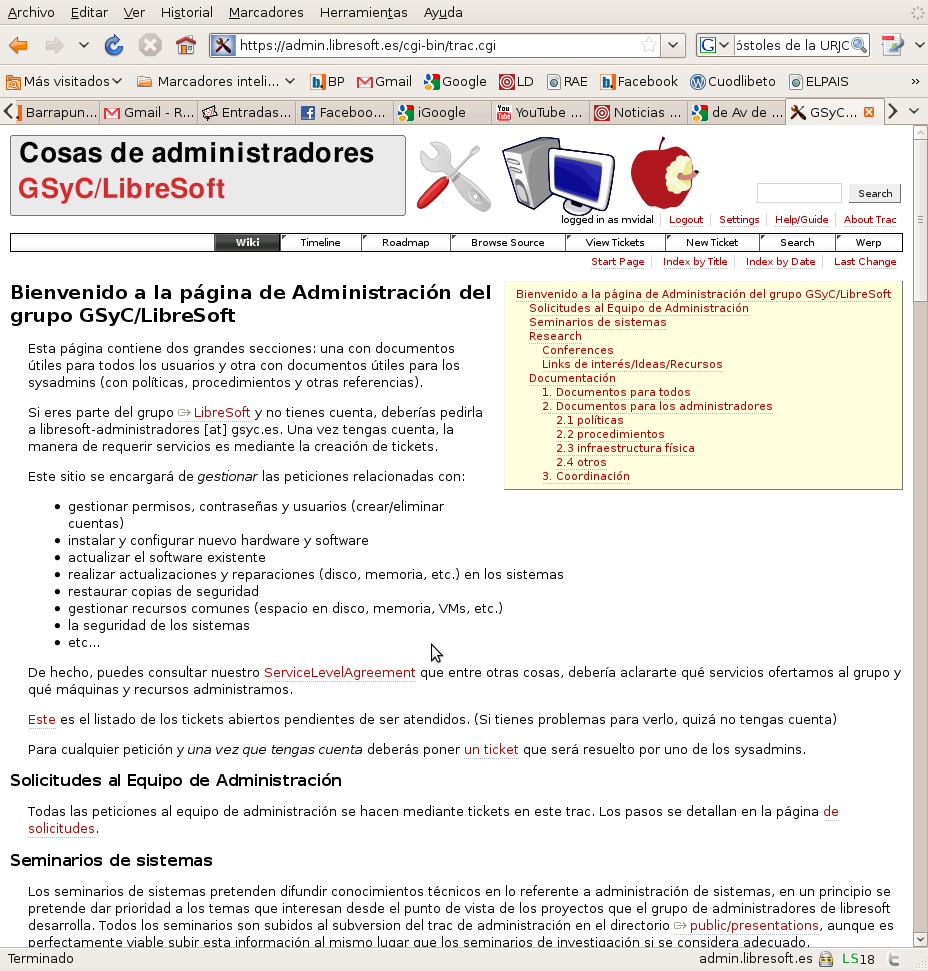 Archivo Editar Ver Historial Marcadores Herramientas Ayuda
https://admin.libresoft.es/cgi-bin/trac.cgi
óstoles de la URJC
Más visitados Marcadores inteli... BP Gmail Google LD RAE Facebook Cuodlibeto ELPAIS »
Barrapun... Gmail - R... Entradas... Faceboo... iGoogle YouTube ... Noticias ... de Av de ... GSyC...
Cosas de administradores
GSyC/LibreSoft
Search
logged in as mvidal Logout Settings Help/Guide About Trac
Wiki Timeline Roadmap Browse Source View Tickets New Ticket Search Werp
Start Page Index by Title Index by Date Last Change
Bienvenido a la página de Administración del
grupo GSyC/LibreSoft
Esta página contiene dos grandes secciones: una con documentos
útiles para todos los usuarios y otra con documentos útiles para los
sysadmins (con políticas, procedimientos y otras referencias).
Si eres parte del grupo LibreSoft y no tienes cuenta, deberías pedirla
a libresoft-administradores [at] gsyc.es. Una vez tengas cuenta, la
manera de requerir servicios es mediante la creación de tickets.
Este sitio se encargará de gestionar las peticiones relacionadas con:
Bienvenido a la página de Administración del grupo GSyC/LibreSoft
Solicitudes al Equipo de Administración
Seminarios de sistemas
Research
Conferences
Links de interés/Ideas/Recursos
Documentación
1. Documentos para todos
2. Documentos para los administradores
2.1 políticas
2.2 procedimientos
2.3 infraestructura física
2.4 otros
3. Coordinación
• gestionar permisos, contraseñas y usuarios (crear/eliminar
cuentas)
• instalar y configurar nuevo hardware y software
• actualizar el software existente
• realizar actualizaciones y reparaciones (disco, memoria, etc.) en los sistemas
• restaurar copias de seguridad
• gestionar recursos comunes (espacio en disco, memoria, VMs, etc.)
• la seguridad de los sistemas
• etc...
De hecho, puedes consultar nuestro ServiceLevelAgreement que entre otras cosas, debería aclararte qué servicios ofertamos al grupo y
qué máquinas y recursos administramos.
Este es el listado de los tickets abiertos pendientes de ser atendidos. (Si tienes problemas para verlo, quizá no tengas cuenta)
Para cualquier petición y una vez que tengas cuenta deberás poner un ticket que será resuelto por uno de los sysadmins.
Solicitudes al Equipo de Administración
Todas las peticiones al equipo de administración se hacen mediante tickets en este trac. Los pasos se detallan en la página de
solicitudes.
Seminarios de sistemas
Los seminarios de sistemas pretenden difundir conocimientos técnicos en lo referente a administración de sistemas, en un principio se
pretende dar prioridad a los temas que interesan desde el punto de vista de los proyectos que el grupo de administradores de libresoft
desarrolla. Todos los seminarios son subidos al subversion del trac de administración en el directorio public/presentations, aunque es
perfectamente viable subir esta información al mismo lugar que los seminarios de investigación si se considera adecuado.
Terminado admin.libresoft.es LS18